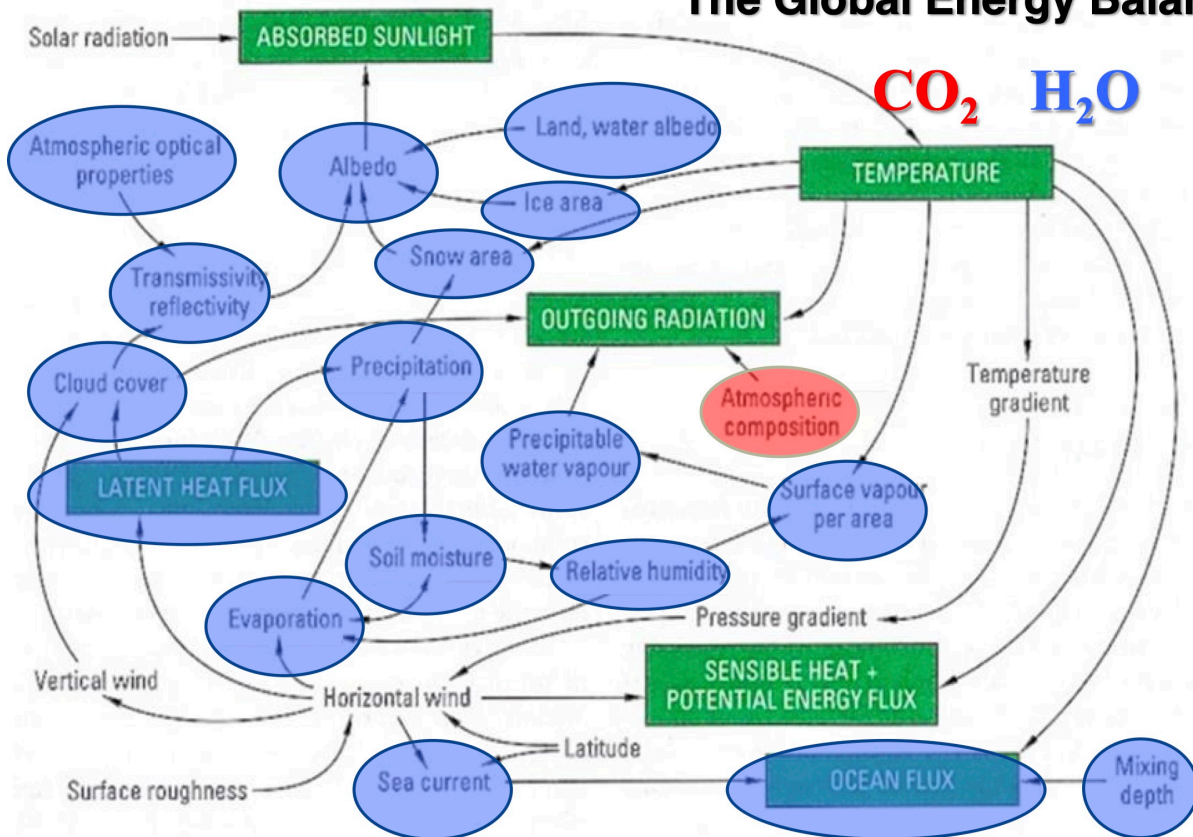 The Global Energy Balan
Solar radiation
ABSORBED SUNLIGHT
CO₂ H₂O
Land, water albedo
Atmospheric optical
properties
Albedo
TEMPERATURE
Ice area
Snow area
Transmissivity
reflectivity
OUTGOING RADIATION
Precipitation
Cloud cover
Temperature
gradient
Atmospheric
composition
Precipitable
water vapour
LATENT HEAT FLUX
Surface vapour
per area
Soil moisture
Relative humidity
Evaporation
Pressure gradient
SENSIBLE HEAT +
POTENTIAL ENERGY FLUX
Vertical wind
Horizontal wind
Latitude
Sea current
OCEAN FLUX
Mixing
depth
Surface roughness